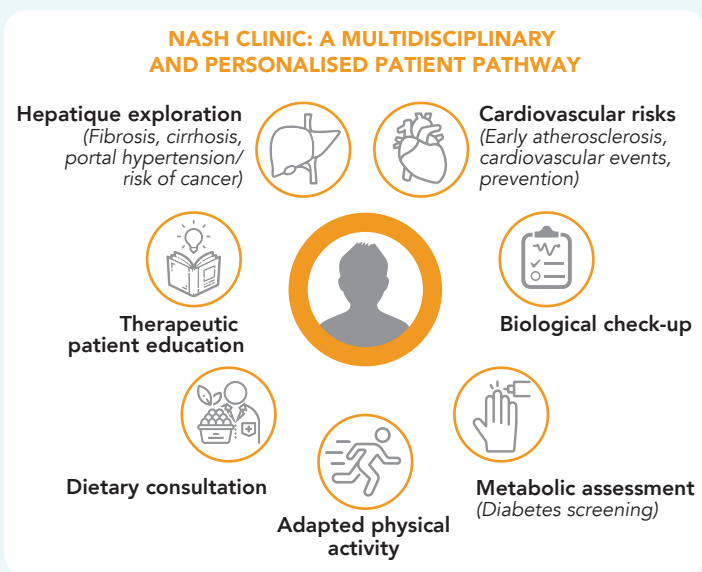 NASH CLINIC: A MULTIDISCIPLINARY
AND PERSONALISED PATIENT PATHWAY
Hepatique exploration
(Fibrosis, cirrhosis,
portal hypertension/
risk of cancer)
Cardiovascular risks
(Early atherosclerosis,
cardiovascular events,
prevention)
Therapeutic
patient education
Biological check-up
Dietary consultation
Adapted physical
activity
Metabolic assessment
(Diabetes screening)